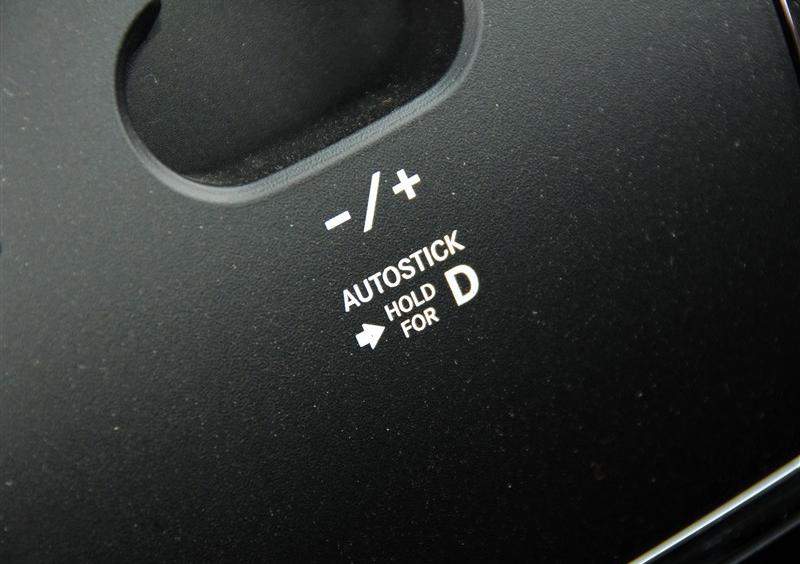 -/+
AUTOSTICK
➡ HOLD FOR D